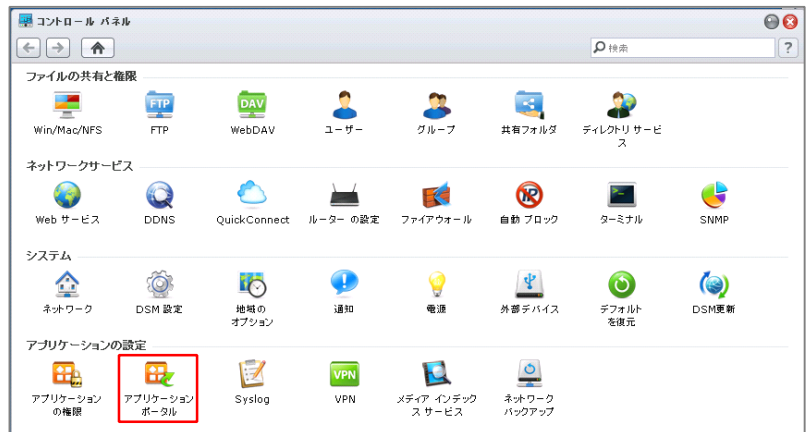 コントロール パネル
検索
?
ファイルの共有と権限
FTP
DAV
Win/Mac/NFS
FTP
WebDAV
ユーザー
グループ
共有フォルダ
ディレクトリ サービ
ス
ネットワークサービス
IP
Web サービス
DDNS
QuickConnect
ルーター の設定
ファイアウォール
自動 ブロック
ターミナル
SNMP
システム
ネットワーク
DSM 設定
地域の
オプション
通知
電源
外部デバイス
デフォルト
を復元
DSM更新
アプリケーションの設定
VPN
アプリケーション
の権限
アプリケーション
ポータル
Syslog
VPN
メディア インデック
ス サービス
ネットワーク
バックアップ